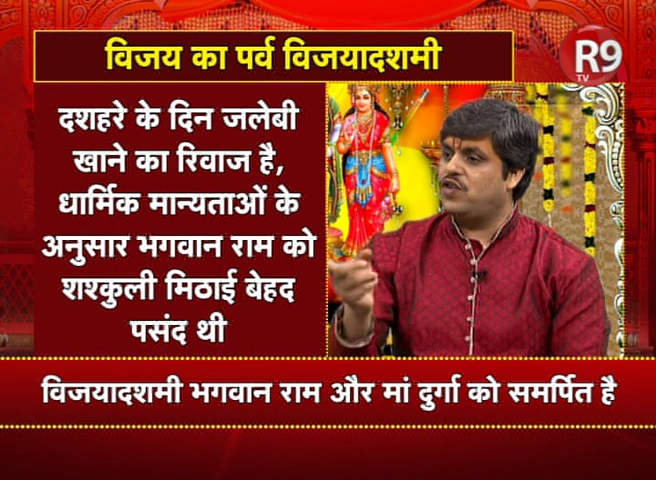 विजय का पर्व विजयादशमी
R9
TV
दशहरे के दिन जलेबी
खाने का रिवाज है,
धार्मिक मान्यताओं के
अनुसार भगवान राम को
शश्कुली मिठाई बेहद
पसंद थी
विजयादशमी भगवान राम और मां दुर्गा को समर्पित है